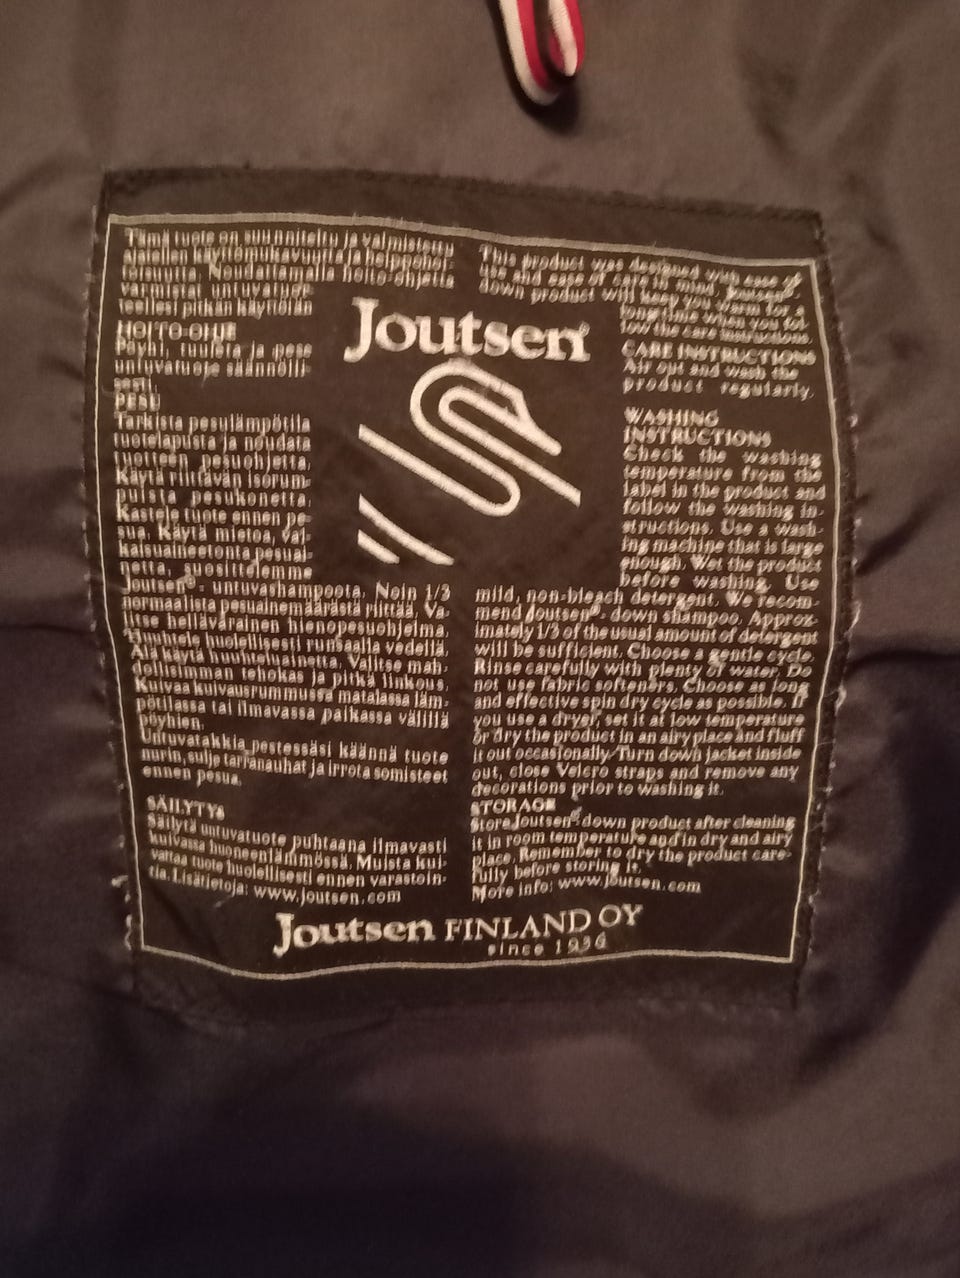 Tämä tuote on suunniteltu ja valmistettu
ajatellen käyttömukavuutta ja helppohoi-
toisuutta. Noudattamalla hoito-ohjetta
varmistat untuvatuot-
teellesi pitkän käyttöiän
HOITO-OHJE
Pöyhi, tuuleta ja pese
untuvatuote säännölli-
sesti.
PESU
Tarkista pesulämpötila
tuotelapusta ja noudata
tuotteen pesuohjetta.
Käytä riittävän isorum-
puista pesukonetta.
Kastele tuote ennen pe-
sua. Käytä mietoa, val-
kaisuaineetonta pesuai-
netta, suosittelemme
Joutsen® - untuvashampoota. Noin 1/3
normaalista pesuainemäärästä riittää. Va-
litse hellävarainen hienopesuohjelma.
Huuhtele huolellisesti runsaalla vedellä.
Älä käytä huuhteluainetta. Valitse mah-
dollisimman tehokas ja pitkä linkous.
Kuivaa kuivausrummussa matalassa läm-
pötilassa tai ilmavassa paikassa välillä
pöyhien.
Untuvatakkia pestessäsi käännä tuote
nurin, sulje tarranauhat ja irrota somisteet
ennen pesua.
SÄILYTYS
Säilytä untuvatuote puhtaana ilmavasti
kuivassa huoneenlämmössä. Muista kui-
vattaa tuote huolellisesti ennen varastoin-
tia. Lisätietoja: www.joutsen.com
Joutsen®
This product was designed with ease of
use and ease of care in mind. Joutsen®-
down product will keep you warm for a
long time when you fol-
low the care instructions.
CARE INSTRUCTIONS
Air out and wash the
product regularly.
WASHING
INSTRUCTIONS
Check the washing
temperature from the
label in the product and
follow the washing in-
structions. Use a wash-
ing machine that is large
enough. Wet the product
before washing. Use
mild, non-bleach detergent. We recom-
mend Joutsen®- down shampoo. Approx-
imately 1/3 of the usual amount of detergent
will be sufficient. Choose a gentle cycle.
Rinse carefully with plenty of water. Do
not use fabric softeners. Choose as long
and effective spin dry cycle as possible. If
you use a dryer, set it at low temperature
or dry the product in an airy place and fluff
it out occasionally. Turn down jacket inside
out, close Velcro straps and remove any
decorations prior to washing it.
STORAGE
Store Joutsen®-down product after cleaning
it in room temperature and in dry and airy
place. Remember to dry the product care-
fully before storing it.
More info: www.joutsen.com
Joutsen FINLAND OY
since 1936